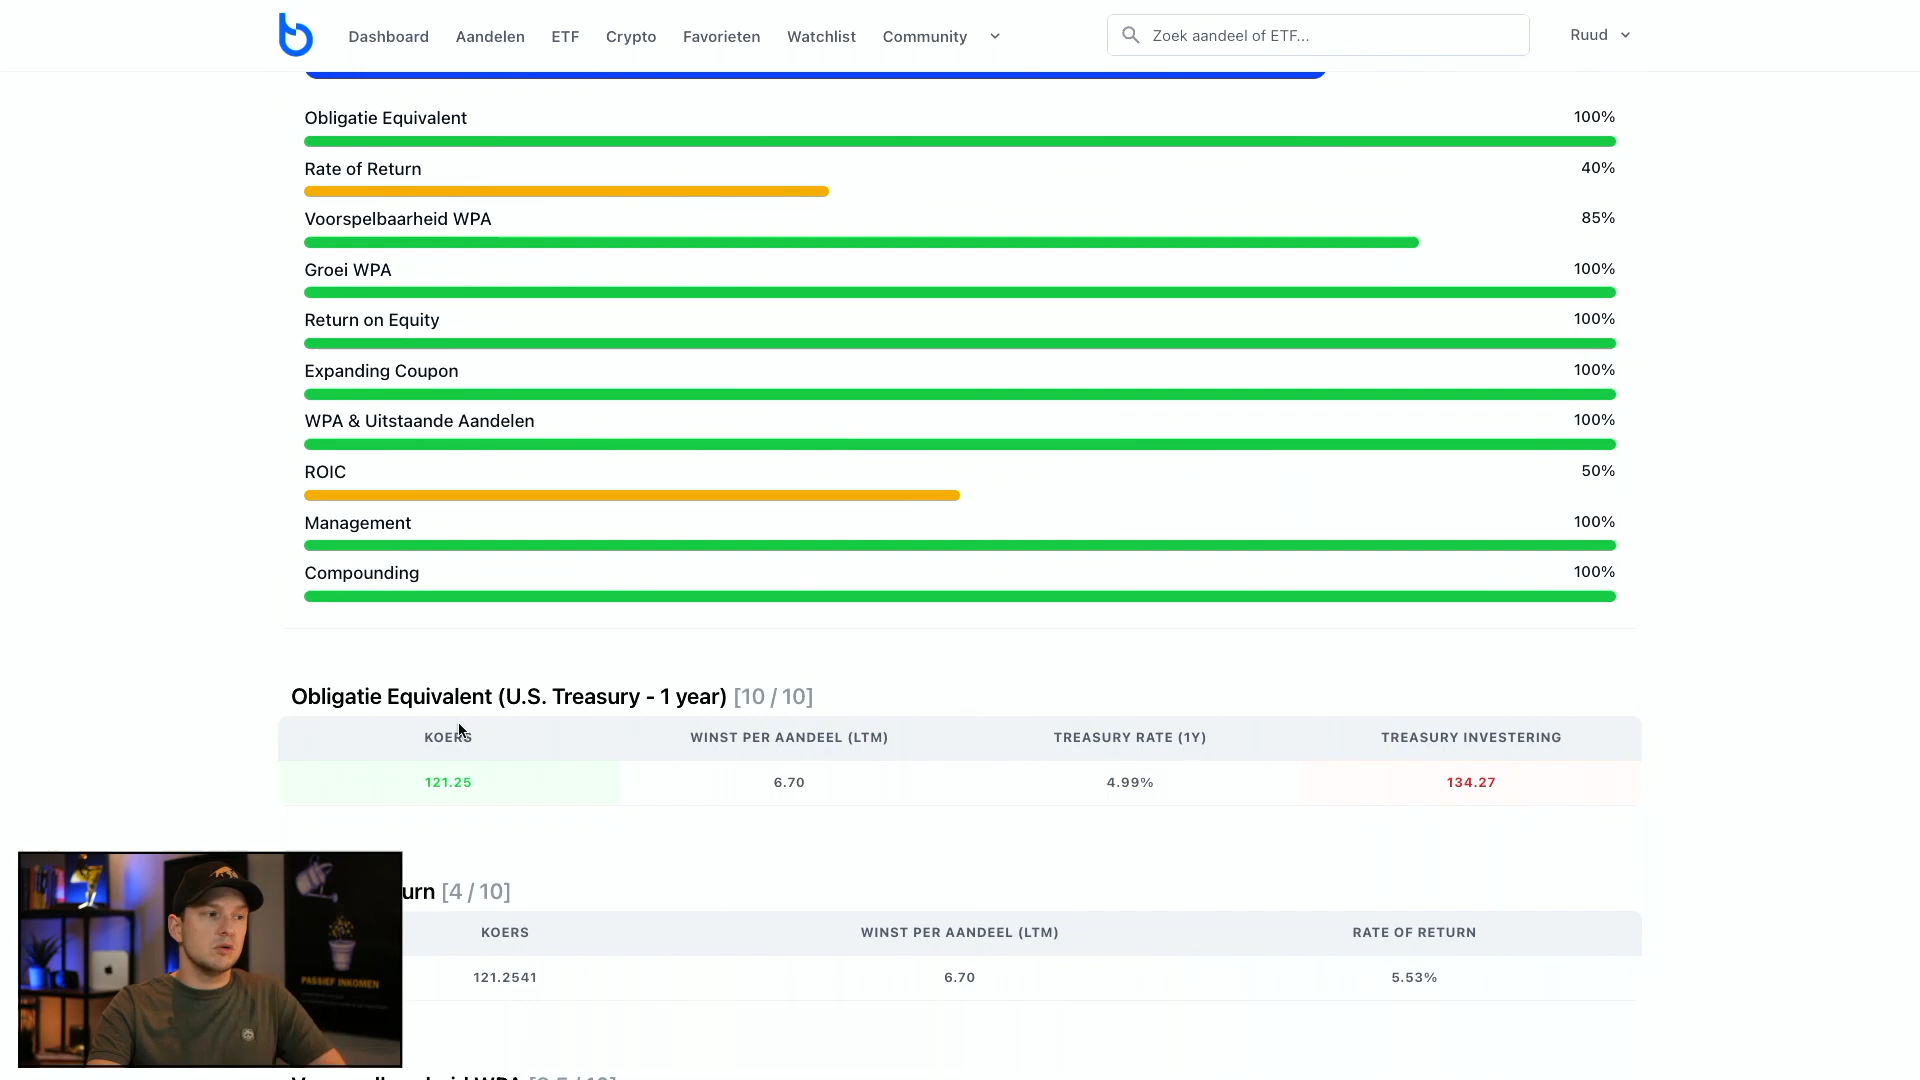 Dashboard Aandelen ETF Crypto Favorieten Watchlist Community Zoek aandeel of ETF... Ruud
Obligatie Equivalent 100%
Rate of Return 40%
Voorspelbaarheid WPA 85%
Groei WPA 100%
Return on Equity 100%
Expanding Coupon 100%
WPA & Uitstaande Aandelen 100%
ROIC 50%
Management 100%
Compounding 100%
Obligatie Equivalent (U.S. Treasury - 1 year) [10 / 10]
KOERS WINST PER AANDEEL (LTM) TREASURY RATE (1Y) TREASURY INVESTERING
121.25 6.70 4.99% 134.27
urn [4 / 10]
KOERS WINST PER AANDEEL (LTM) RATE OF RETURN
121.2541 6.70 5.53%
PASSIEF INKOMEN